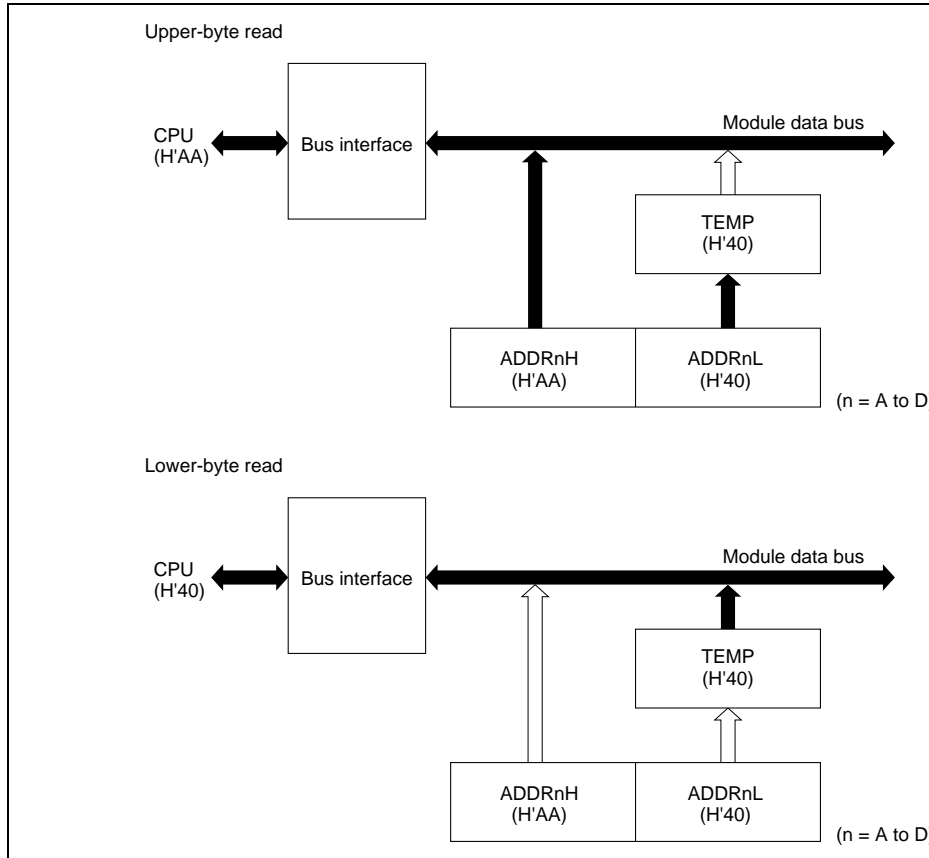 Upper-byte read
Module data bus
CPU
(H'AA)
Bus interface
TEMP
(H'40)
ADDRnH
(H'AA)
ADDRnL
(H'40)
(n = A to D)
Lower-byte read
Module data bus
CPU
(H'40)
Bus interface
TEMP
(H'40)
ADDRnH
(H'AA)
ADDRnL
(H'40)
(n = A to D)